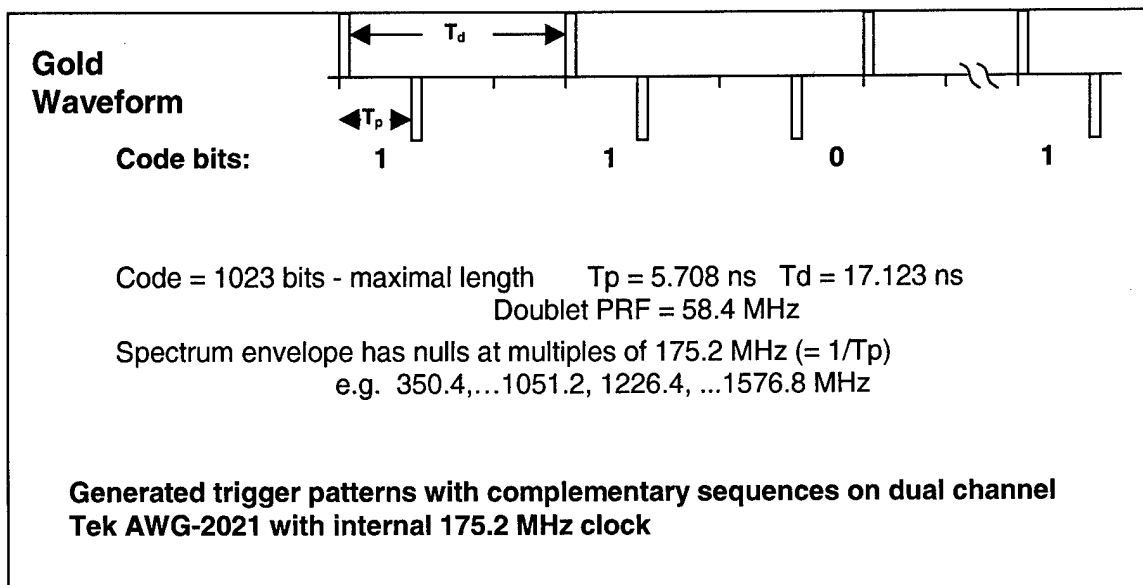 T_d
Gold
Waveform
T_p
Code bits: 1 1 0 1
Code = 1023 bits - maximal length Tp = 5.708 ns Td = 17.123 ns
Doublet PRF = 58.4 MHz
Spectrum envelope has nulls at multiples of 175.2 MHz (= 1/Tp)
e.g. 350.4,...1051.2, 1226.4, ...1576.8 MHz
Generated trigger patterns with complementary sequences on dual channel
Tek AWG-2021 with internal 175.2 MHz clock